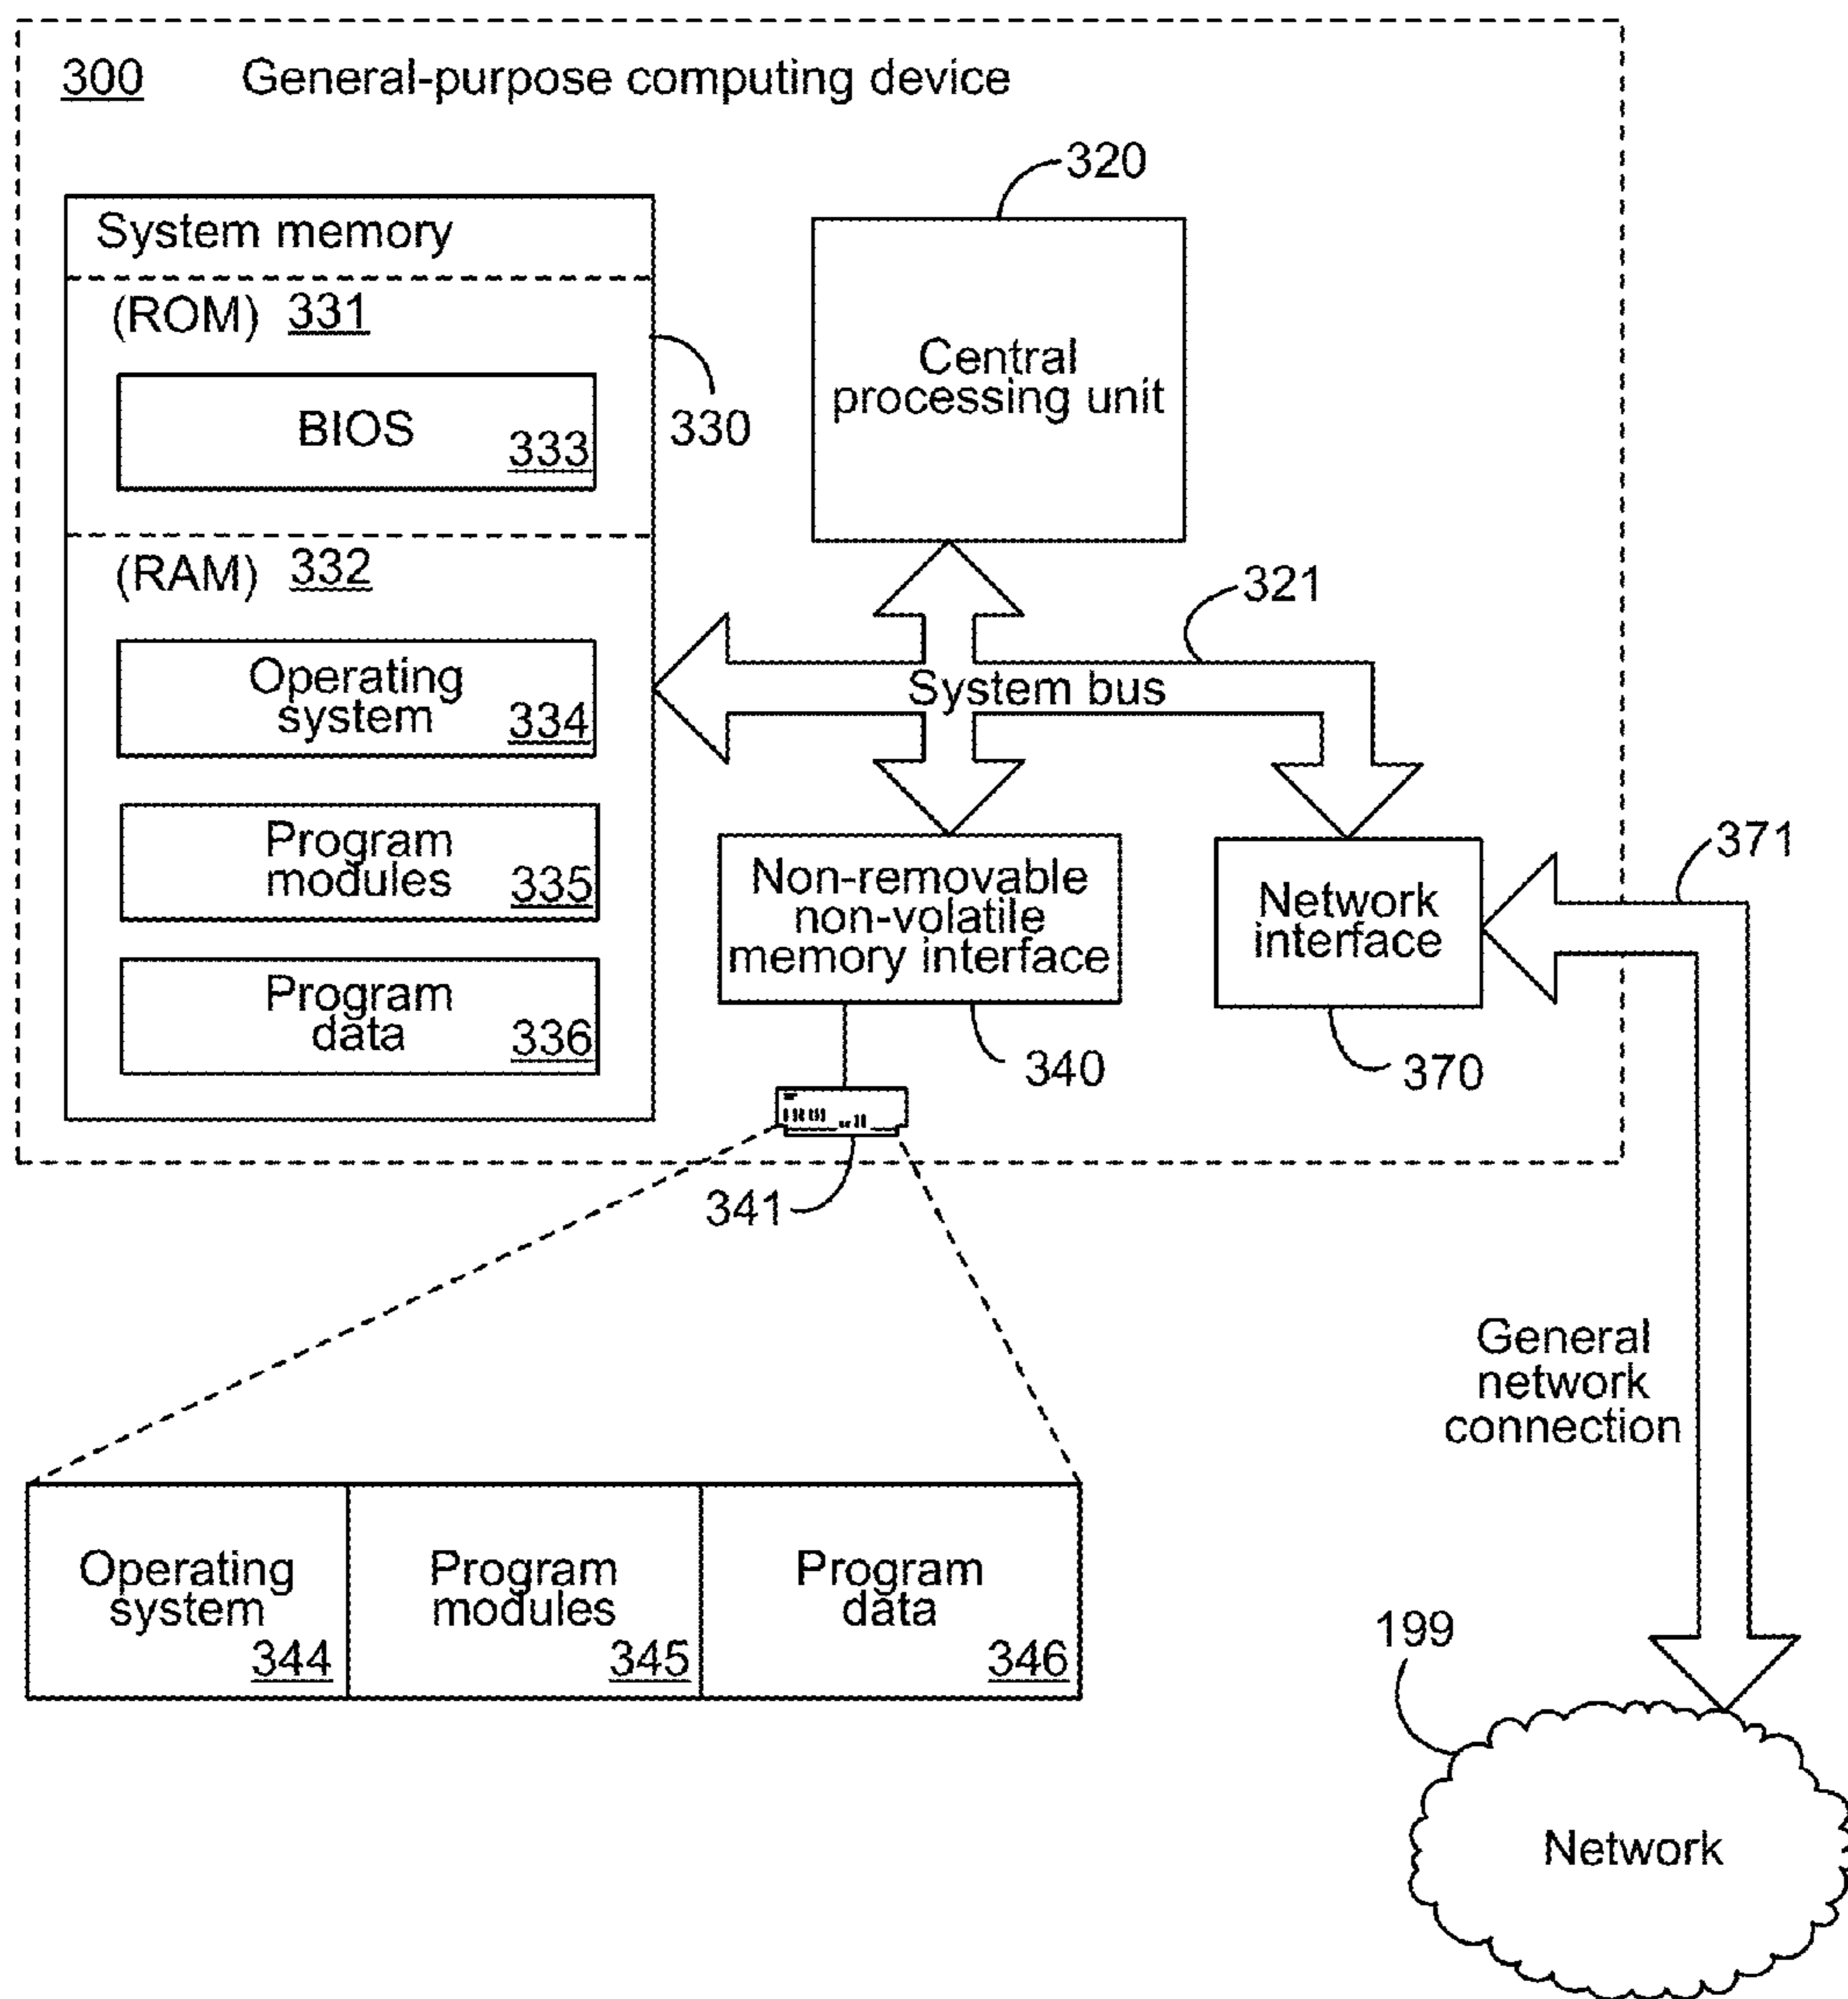 300 General-purpose computing device
System memory
(ROM) 331
BIOS
333
330
(RAM) 332
Operating
system
334
Program
modules
335
Program
data
336
320
Central
processing unit
321
System bus
Non-removable
non-volatile
memory interface
340
341
Network
interface
370
371
General
network
connection
Operating
system
344
Program
modules
345
Program
data
346
199
Network